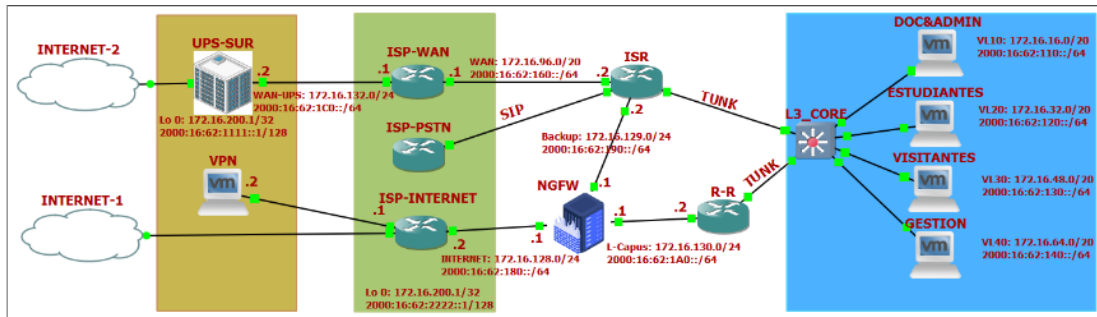 INTERNET-2
UPS-SUR
.2
WAN-UPS: 172.16.132.0/24
2000:16:62:1C0::/64
Lo 0: 172.16.200.1/32
2000:16:62:1111::1/128
VPN
.2
INTERNET-1
ISP-WAN
.1
.1
WAN: 172.16.96.0/20
2000:16:62:160::/64
ISP-PSTN
SIP
ISP-INTERNET
.1
.2
INTERNET: 172.16.128.0/24
2000:16:62:180::/64
Lo 0: 172.16.200.1/32
2000:16:62:2222::1/128
ISR
.2
.2
Backup: 172.16.129.0/24
2000:16:62:190::/64
.1
NGFW
.1
.1
L-Capus: 172.16.130.0/24
2000:16:62:1A0::/64
R-R
.2
TUNK
TUNK
L3_CORE
DOC&ADMIN
vm
VL10: 172.16.16.0/20
2000:16:62:110::/64
ESTUDIANTES
vm
VL20: 172.16.32.0/20
2000:16:62:120::/64
VISITANTES
vm
VL30: 172.16.48.0/20
2000:16:62:130::/64
GESTION
vm
VL40: 172.16.64.0/20
2000:16:62:140::/64
vm